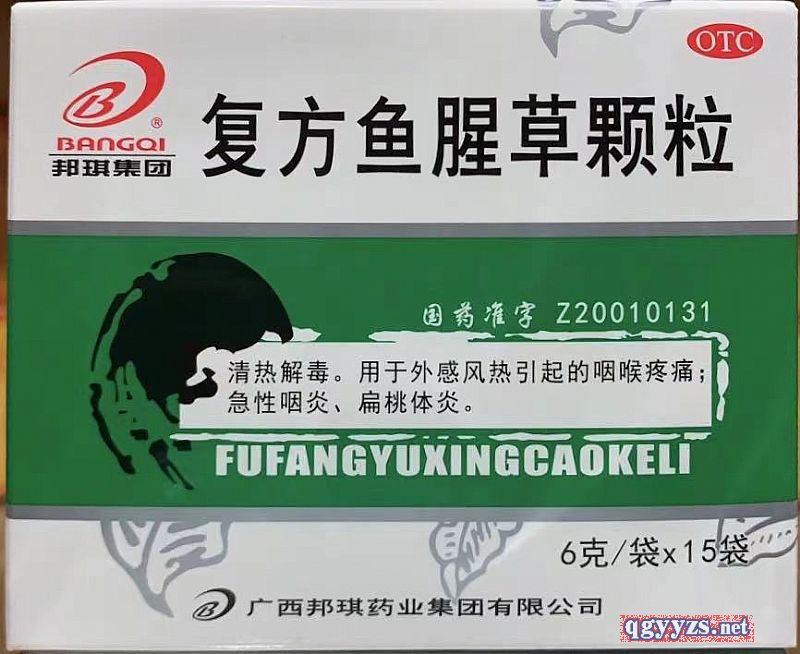 OTC
BANGQI®
邦琪集团
复方鱼腥草颗粒
国药准字 Z20010131
清热解毒。用于外感风热引起的咽喉疼痛；
急性咽炎、扁桃体炎。
FUFANGYUXINGCAOKELI
6克/袋x15袋
广西邦琪药业集团有限公司
qgyyzs.net